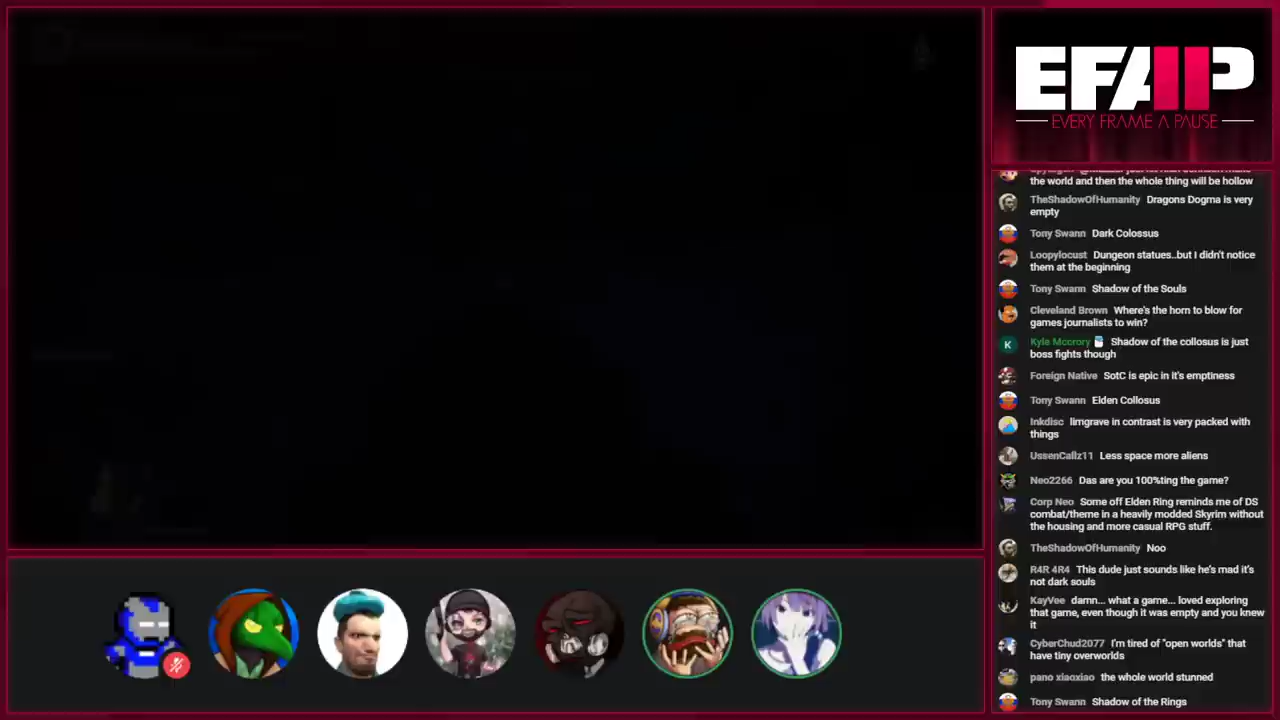 EFAP
EVERY FRAME A PAUSE
the world and then the whole thing will be hollow
TheShadowOfHumanity Dragons Dogma is very
empty
Tony Swann Dark Colossus
Loopylocust Dungeon statues..but I didn't notice
them at the beginning
Tony Swann Shadow of the Souls
Cleveland Brown Where's the horn to blow for
games journalists to win?
K
Kyle Mccrory Shadow of the collosus is just
boss fights though
Foreign Native SotC is epic in it's emptiness
Tony Swann Elden Collosus
Inkdisc limgrave in contrast is very packed with
things
UssenCallz11 Less space more aliens
Neo2266 Das are you 100%ting the game?
Corp Neo Some off Elden Ring reminds me of DS
combat/theme in a heavily modded Skyrim without
the housing and more casual RPG stuff.
TheShadowOfHumanity Noo
R4R 4R4 This dude just sounds like he's mad it's
not dark souls
KayVee damn... what a game... loved exploring
that game, even though it was empty and you knew
it
CyberChud2077 I'm tired of "open worlds" that
have tiny overworlds
pano xiaoxiao the whole world stunned
Tony Swann Shadow of the Rings